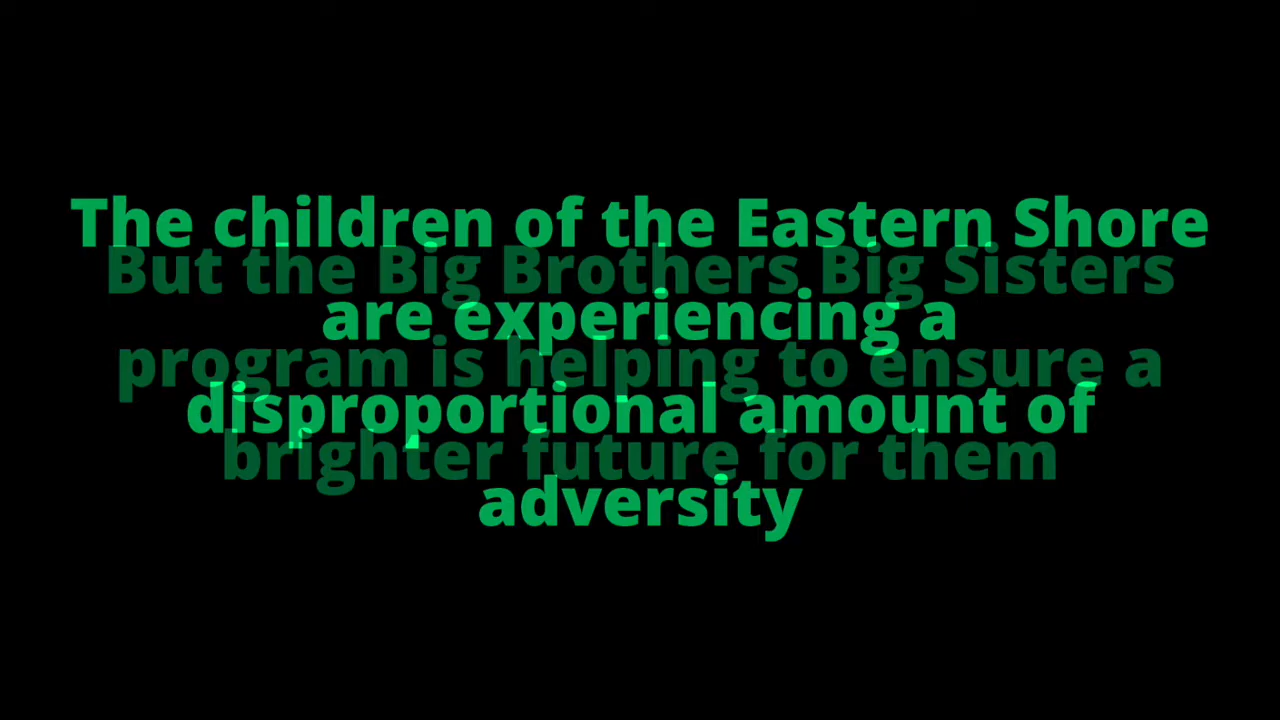 The children of the Eastern Shore
are experiencing a
disproportional amount of
adversity
But the Big Brothers Big Sisters
program is helping to ensure a
brighter future for them